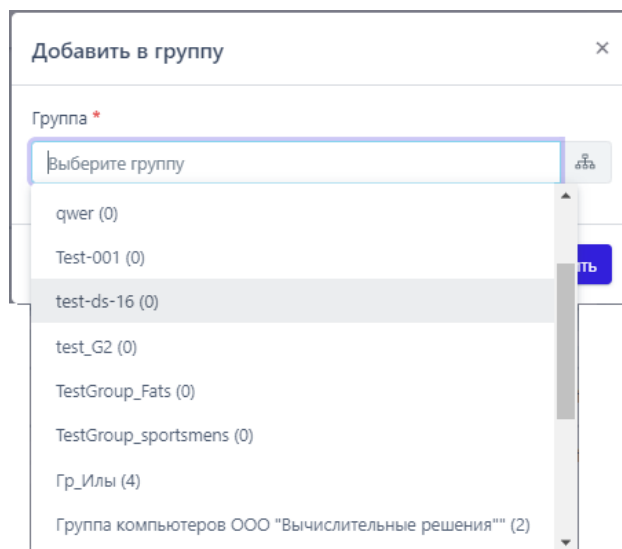 Добавить в группу
Группа *
Выберите группу
qwer (0)
Test-001 (0)
ть
test-ds-16 (0)
test_G2 (0)
TestGroup_Fats (0)
TestGroup_sportsmens (0)
Гр_Илы (4)
Группа компьютеров ООО "Вычислительные решения"" (2)